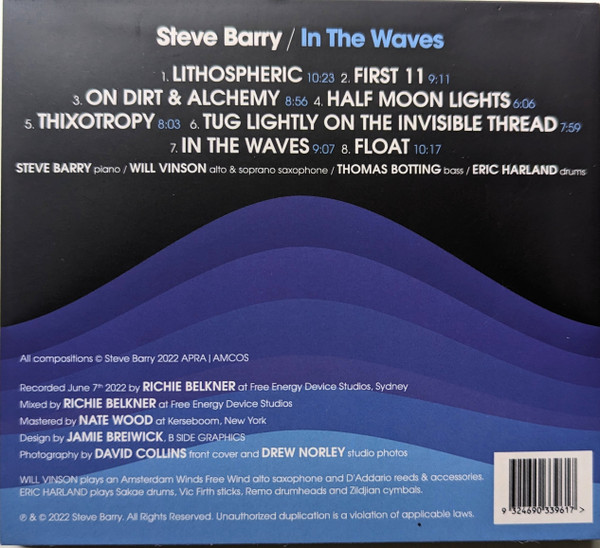 Steve Barry / In The Waves
1. LITHOSPHERIC 10:23 2. FIRST 11 9:11
3. ON DIRT & ALCHEMY 8:56 4. HALF MOON LIGHTS 6:06
5. THIXOTROPY 8:03 6. TUG LIGHTLY ON THE INVISIBLE THREAD 7:59
7. IN THE WAVES 9:07 8. FLOAT 10:17
STEVE BARRY piano / WILL VINSON alto & soprano saxophone / THOMAS BOTTING bass / ERIC HARLAND drums
All compositions © Steve Barry 2022 APRA | AMCOS
Recorded June 7th 2022 by RICHIE BELKNER at Free Energy Device Studios, Sydney
Mixed by RICHIE BELKNER at Free Energy Device Studios
Mastered by NATE WOOD at Kerseboom, New York
Design by JAMIE BREIWICK, B SIDE GRAPHICS
Photography by DAVID COLLINS front cover and DREW NORLEY studio photos
WILL VINSON plays an Amsterdam Winds Free Wind alto saxophone and D'Addario reeds & accessories.
ERIC HARLAND plays Sakae drums, Vic Firth sticks, Remo drumheads and Zildjian cymbals.
℗ & © 2022 Steve Barry. All Rights Reserved. Unauthorized duplication is a violation of applicable laws.
9 324690 339617 >